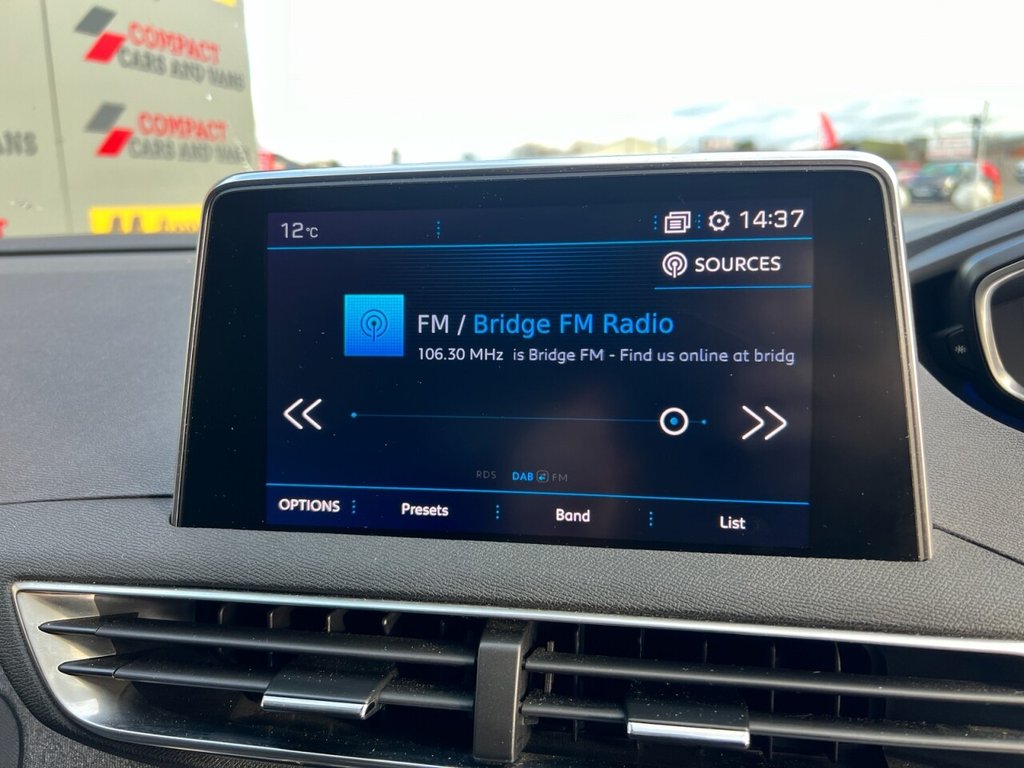 COMPACT
CARS AND VANS
COMPACT
CARS AND VANS
ANS
12°C
14:37
SOURCES
FM / Bridge FM Radio
106.30 MHz is Bridge FM - Find us online at bridg
RDS DAB FM
OPTIONS
Presets
Band
List